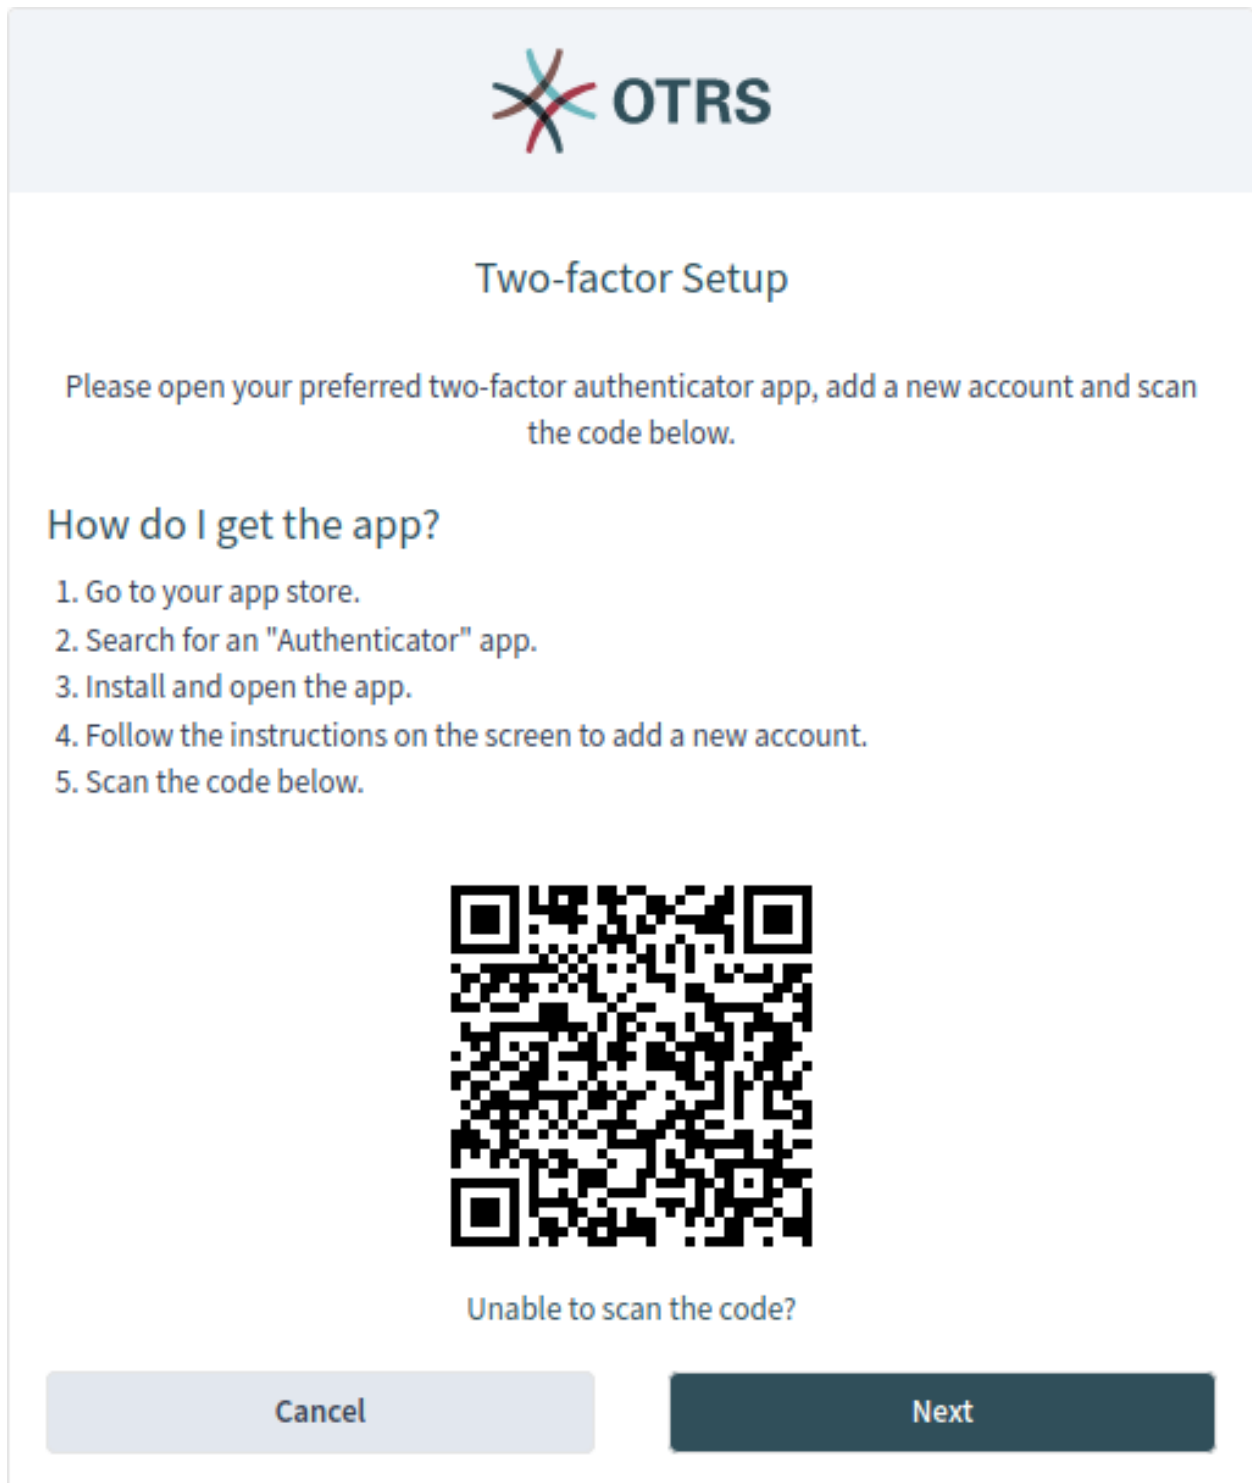 OTRS
Two-factor Setup
Please open your preferred two-factor authenticator app, add a new account and scan
the code below.
How do I get the app?
1. Go to your app store.
2. Search for an "Authenticator" app.
3. Install and open the app.
4. Follow the instructions on the screen to add a new account.
5. Scan the code below.
Unable to scan the code?
Cancel
Next